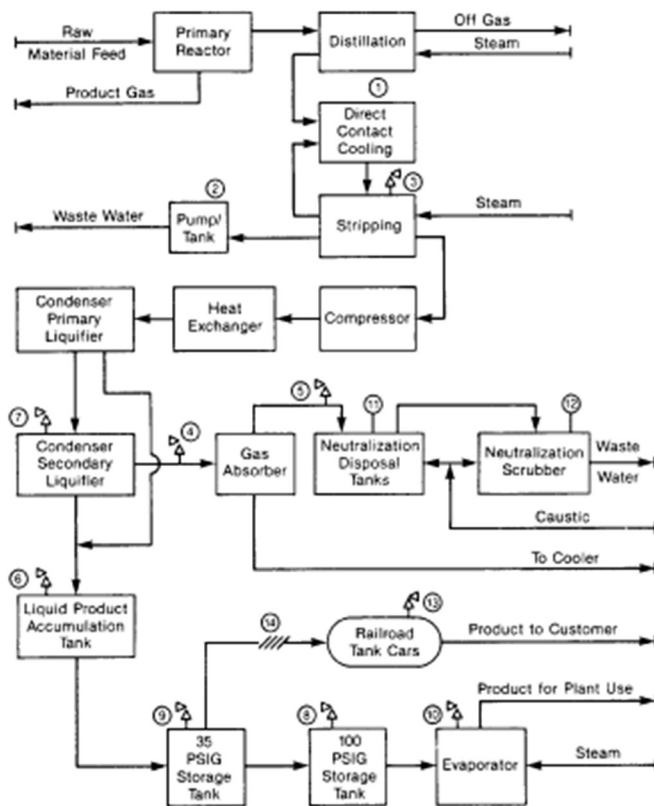 Raw
Material Feed
Primary
Reactor
Distillation
Off Gas
Steam
Product Gas
1
Direct
Contact
Cooling
2
3
Waste Water
Pump/
Tank
Stripping
Steam
Condenser
Primary
Liquifier
Heat
Exchanger
Compressor
5
11
12
7
4
Condenser
Secondary
Liquifier
Gas
Absorber
Neutralization
Disposal
Tanks
Neutralization
Scrubber
Waste
Water
Caustic
To Cooler
6
Liquid Product
Accumulation
Tank
14
13
Railroad
Tank Cars
Product to Customer
Product for Plant Use
9
8
10
35
PSIG
Storage
Tank
100
PSIG
Storage
Tank
Evaporator
Steam